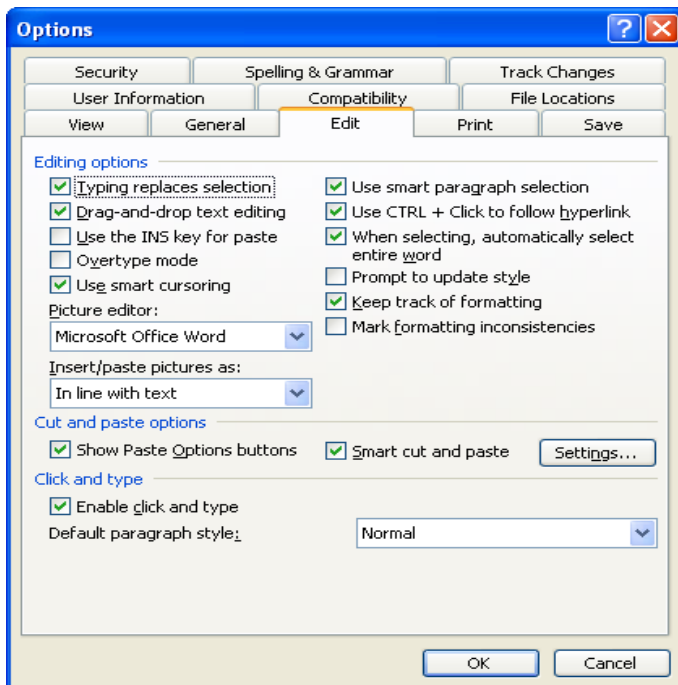 Options
Security Spelling & Grammar Track Changes
User Information Compatibility File Locations
View General Edit Print Save
Editing options
Typing replaces selection
Drag-and-drop text editing
Use the INS key for paste
Overtype mode
Use smart cursoring
Picture editor:
Microsoft Office Word
Insert/paste pictures as:
In line with text
Use smart paragraph selection
Use CTRL + Click to follow hyperlink
When selecting, automatically select
entire word
Prompt to update style
Keep track of formatting
Mark formatting inconsistencies
Cut and paste options
Show Paste Options buttons Smart cut and paste Settings...
Click and type
Enable click and type
Default paragraph style: Normal
OK Cancel